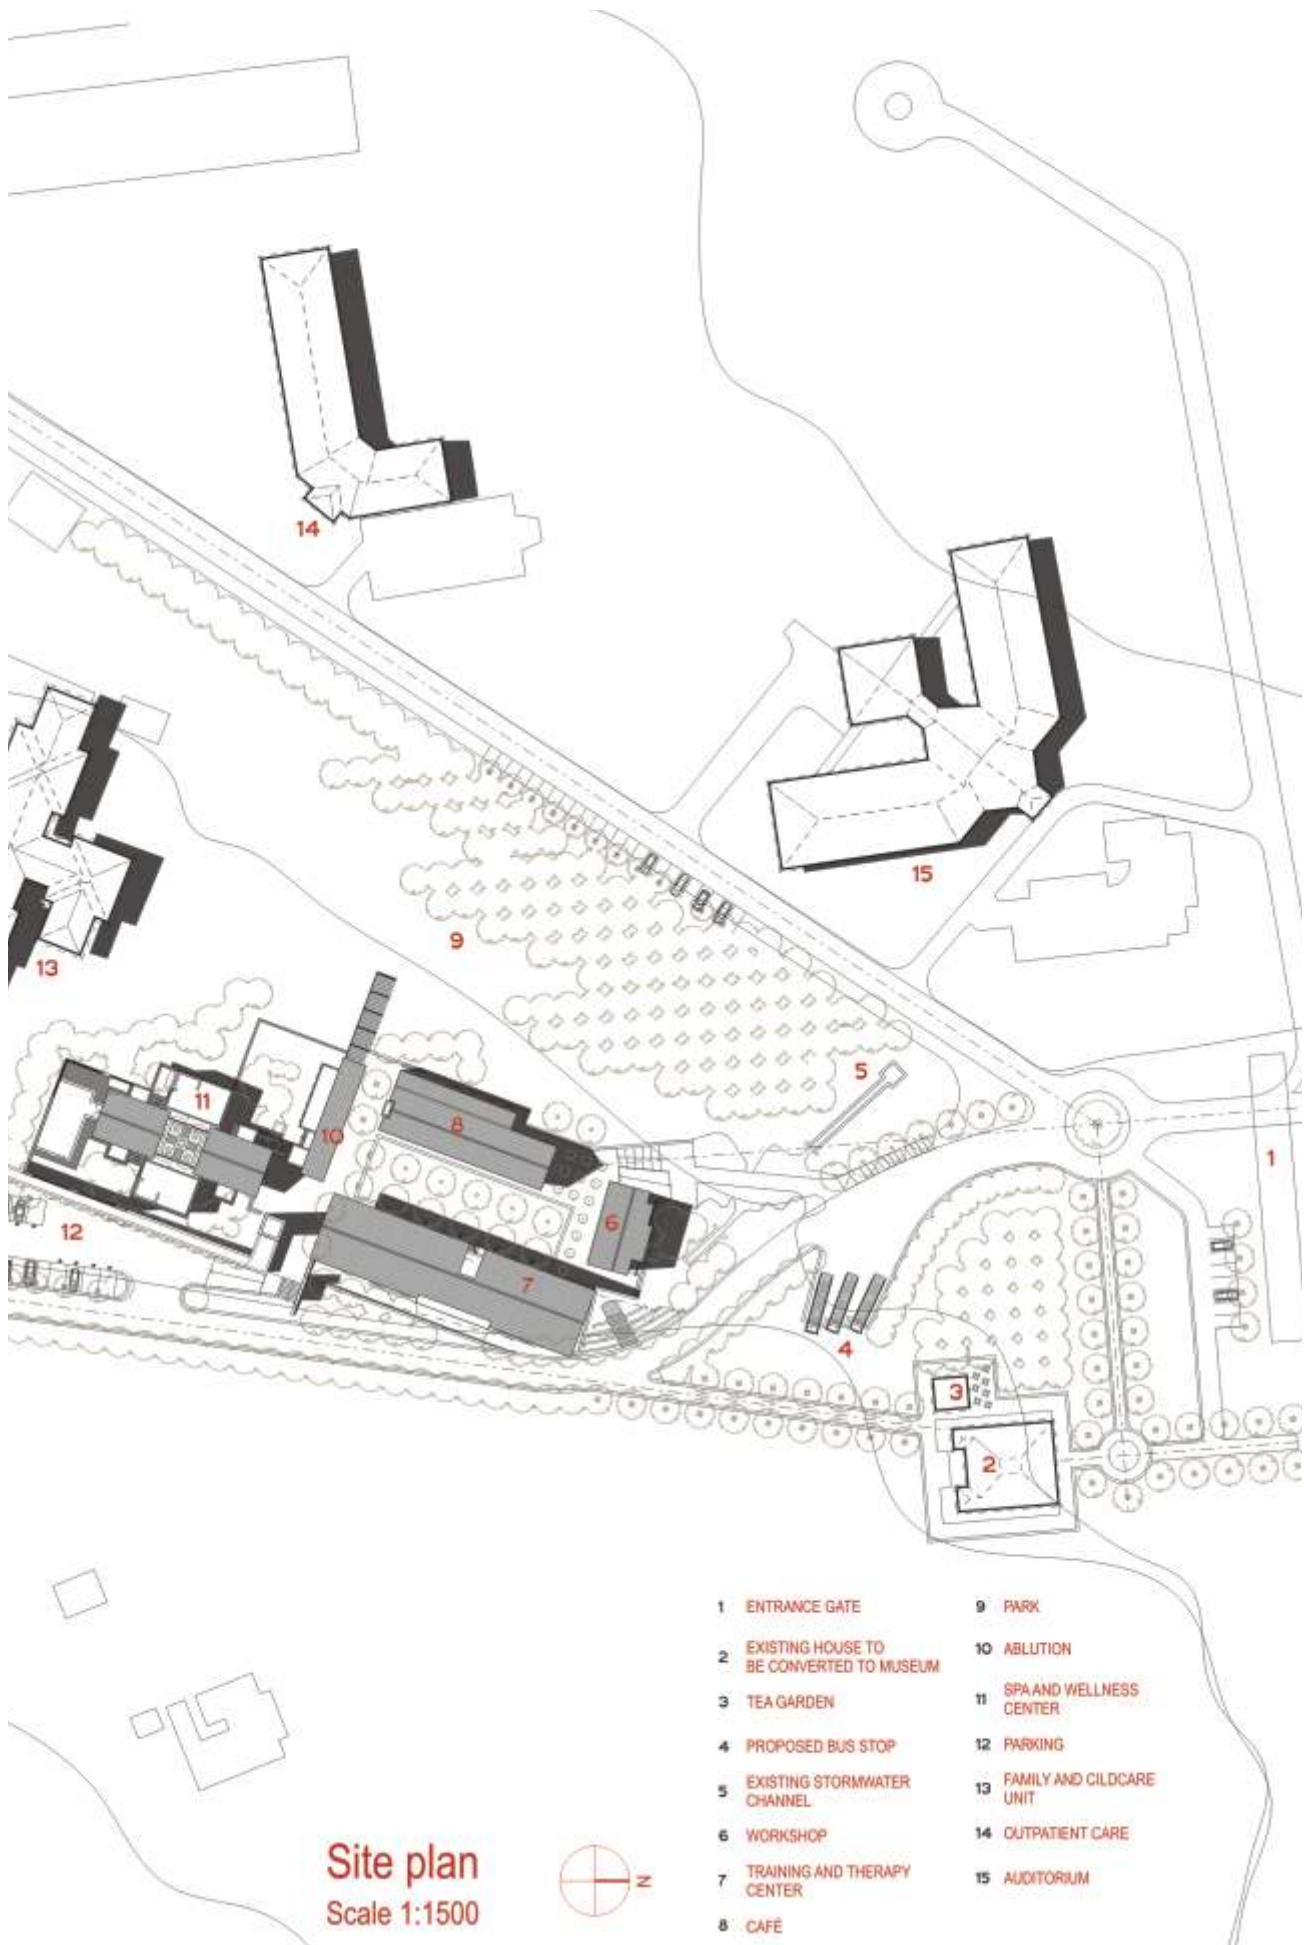 14
15
9
13
5
11
8
10
1
6
12
7
4
3
2
1 ENTRANCE GATE
2 EXISTING HOUSE TO
BE CONVERTED TO MUSEUM
3 TEA GARDEN
4 PROPOSED BUS STOP
5 EXISTING STORMWATER
CHANNEL
6 WORKSHOP
7 TRAINING AND THERAPY
CENTER
8 CAFÉ
9 PARK
10 ABLUTION
11 SPA AND WELLNESS
CENTER
12 PARKING
13 FAMILY AND CILDCARE
UNIT
14 OUTPATIENT CARE
15 AUDITORIUM
Site plan
Scale 1:1500
N